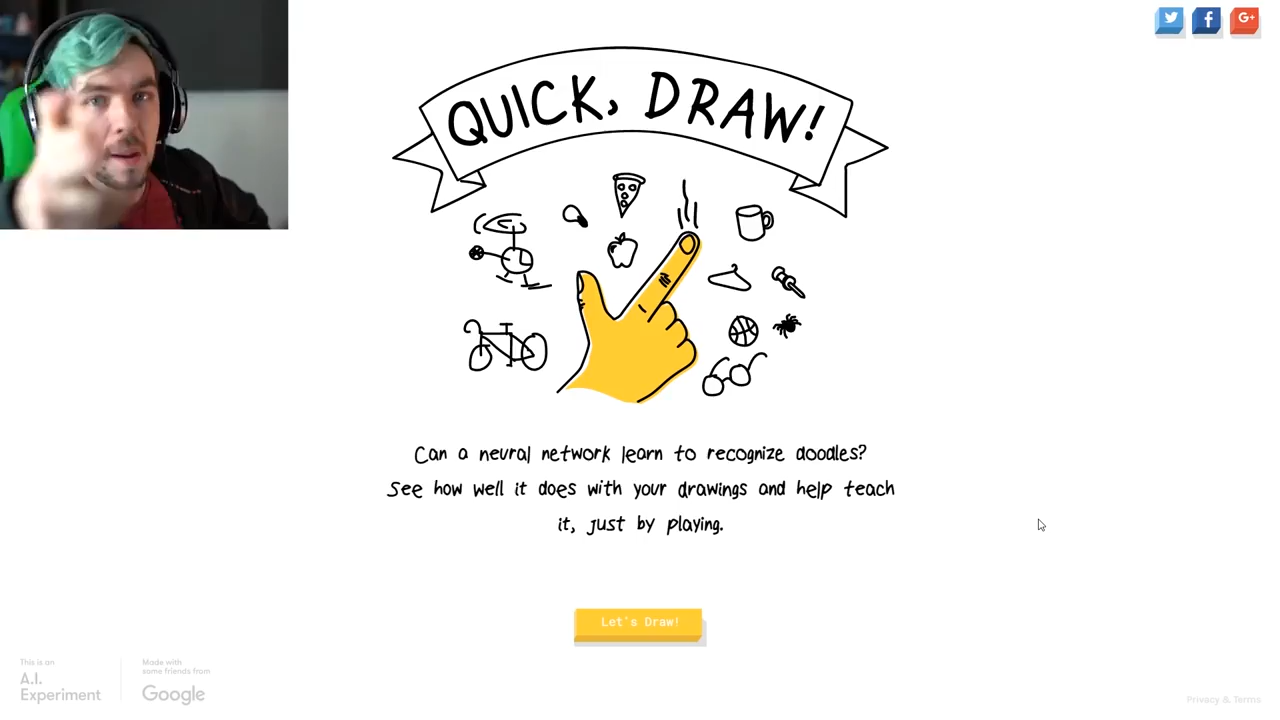 QUICK, DRAW!
Can a neural network learn to recognize doodles?
See how well it does with your drawings and help teach
it, just by playing.
Let's Draw!
This is an
A.I.
Experiment
Made with
some friends from
Google
Privacy & Terms
G+